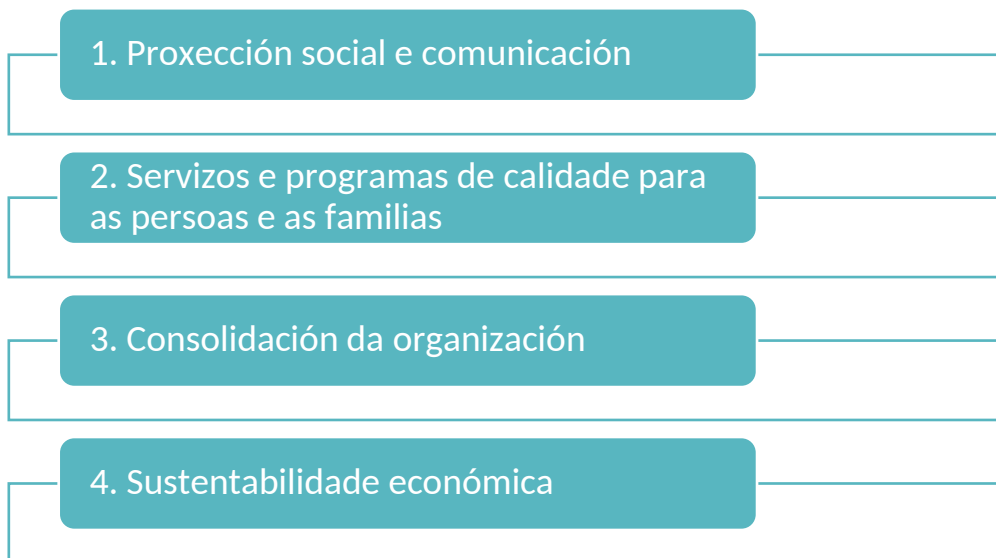 1. Proxección social e comunicación
2. Servizos e programas de calidade para
as persoas e as familias
3. Consolidación da organización
4. Sustentabilidade económica